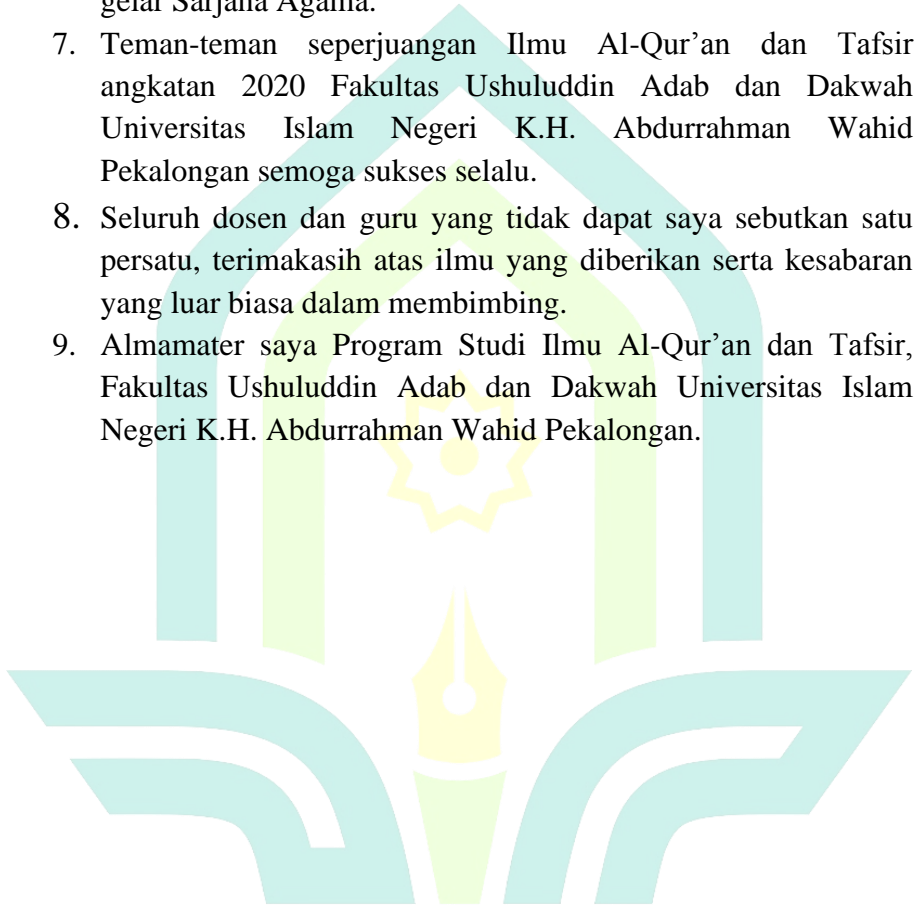 gelar Sarjana Agama.
7. Teman-teman seperjuangan Ilmu Al-Qur’an dan Tafsir
angkatan 2020 Fakultas Ushuluddin Adab dan Dakwah
Universitas Islam Negeri K.H. Abdurrahman Wahid
Pekalongan semoga sukses selalu.
8. Seluruh dosen dan guru yang tidak dapat saya sebutkan satu
persatu, terimakasih atas ilmu yang diberikan serta kesabaran
yang luar biasa dalam membimbing.
9. Almamater saya Program Studi Ilmu Al-Qur’an dan Tafsir,
Fakultas Ushuluddin Adab dan Dakwah Universitas Islam
Negeri K.H. Abdurrahman Wahid Pekalongan.